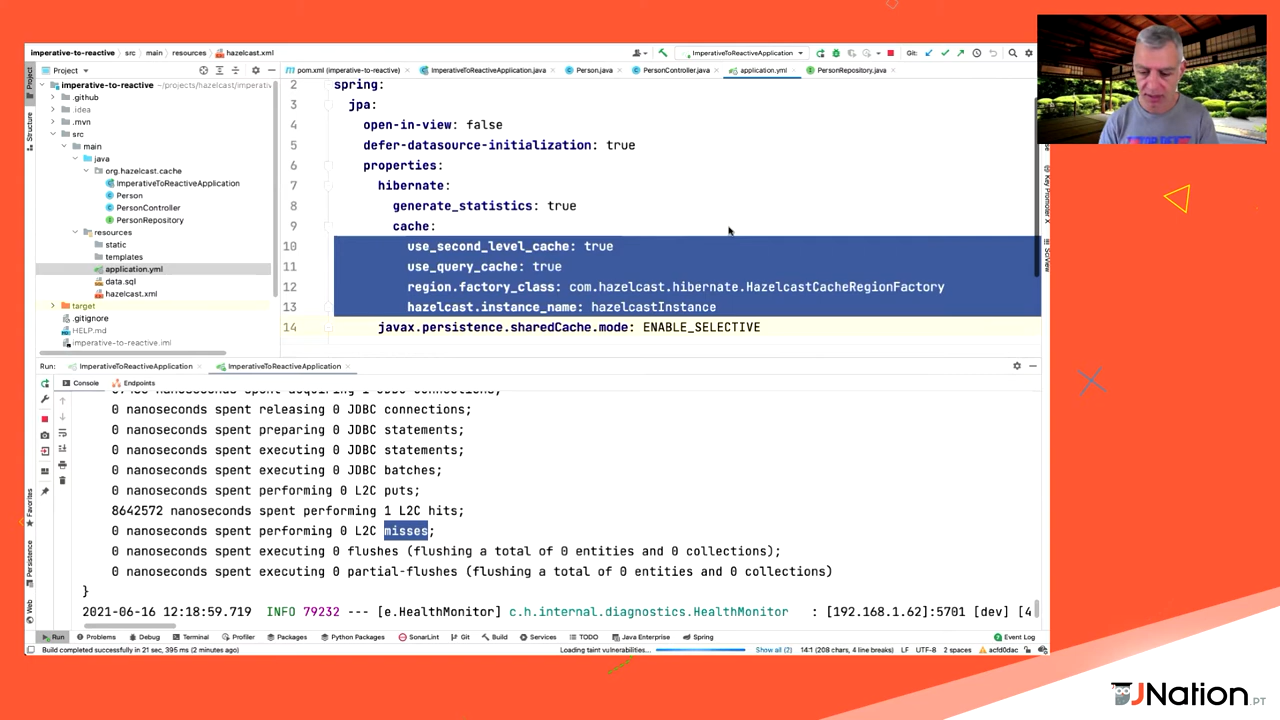 imperative-to-reactive
src
main
resources
hazelcast.xml
ImperativeToReactiveApplication
Git:
Project
pom.xml (imperative-to-reactive)
ImperativeToReactiveApplication.java
Person.java
PersonController.java
application.yml
PersonRepository.java
imperative-to-reactive ~/projects/hazelcast/imperativ
.github
.idea
.mvn
src
main
java
org.hazelcast.cache
ImperativeToReactiveApplication
Person
PersonController
PersonRepository
resources
static
templates
application.yml
data.sql
hazelcast.xml
target
.gitignore
HELP.md
imperative-to-reactive.iml
2 spring:
3 jpa:
4 open-in-view: false
5 defer-datasource-initialization: true
6 properties:
7 hibernate:
8 generate_statistics: true
9 cache:
10 use_second_level_cache: true
11 use_query_cache: true
12 region.factory_class: com.hazelcast.hibernate.HazelcastCacheRegionFactory
13 hazelcast.instance_name: hazelcastInstance
14 javax.persistence.sharedCache.mode: ENABLE_SELECTIVE
Project
Structure
Favorites
Persistence
Web
Key Promoter X
SciView
Run:
ImperativeToReactiveApplication
ImperativeToReactiveApplication
Console
Endpoints
0 nanoseconds spent releasing 0 JDBC connections;
0 nanoseconds spent preparing 0 JDBC statements;
0 nanoseconds spent executing 0 JDBC statements;
0 nanoseconds spent executing 0 JDBC batches;
0 nanoseconds spent performing 0 L2C puts;
8642572 nanoseconds spent performing 1 L2C hits;
0 nanoseconds spent performing 0 L2C misses;
0 nanoseconds spent executing 0 flushes (flushing a total of 0 entities and 0 collections);
0 nanoseconds spent executing 0 partial-flushes (flushing a total of 0 entities and 0 collections)
}
2021-06-16 12:18:59.719 INFO 79232 --- [e.HealthMonitor] c.h.internal.diagnostics.HealthMonitor : [192.168.1.62]:5701 [dev] [4
Run
Problems
Debug
Terminal
Profiler
Packages
Python Packages
SonarLint
Git
Build
Services
TODO
Java Enterprise
Spring
Event Log
Build completed successfully in 21 sec, 395 ms (2 minutes ago)
Loading taint vulnerabilities...
Show all (2)
14:1 (208 chars, 4 line breaks)
LF
UTF-8
2 spaces
acfd0dac
JNation.PT